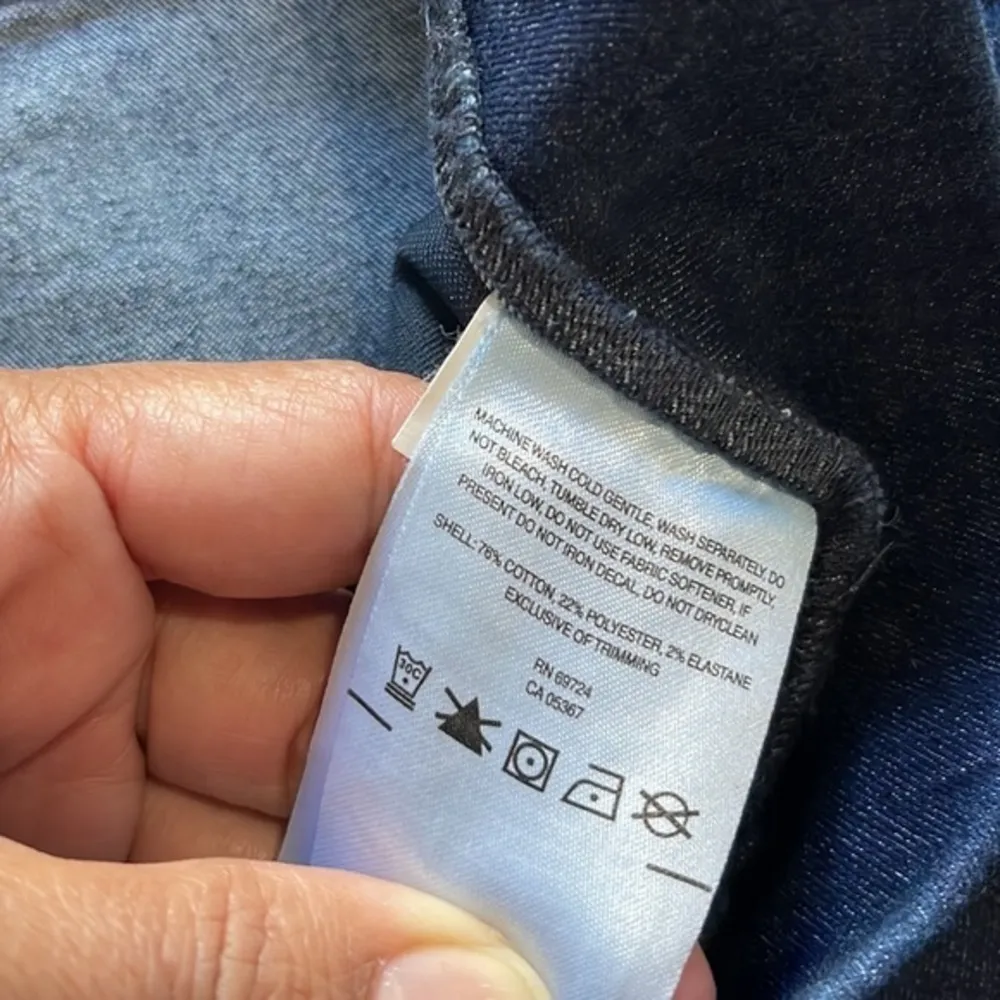 MACHINE WASH COLD GENTLE, WASH SEPARATELY, DO
NOT BLEACH, TUMBLE DRY LOW, REMOVE PROMPTLY,
IRON LOW, DO NOT USE FABRIC SOFTENER, IF
PRESENT DO NOT IRON DECAL, DO NOT DRYCLEAN
SHELL: 76% COTTON, 22% POLYESTER, 2% ELASTANE
EXCLUSIVE OF TRIMMING
RN 69724
CA 05367
30C